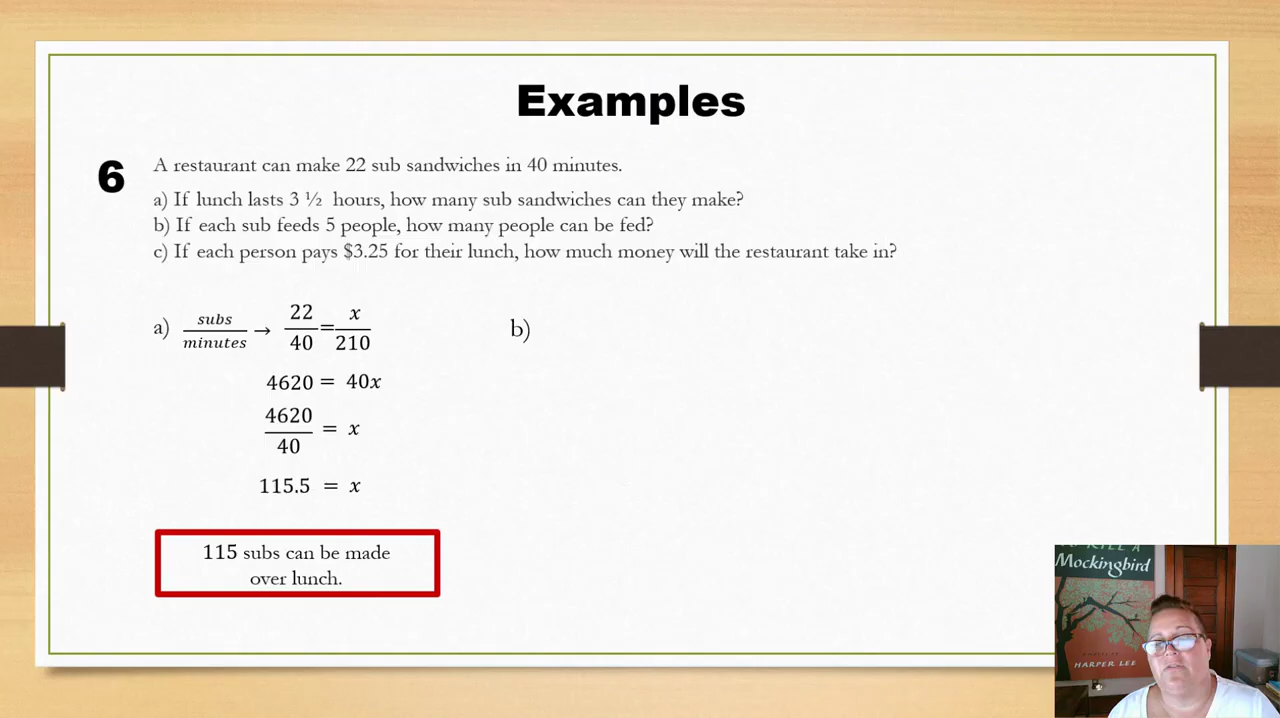 Examples
6
A restaurant can make 22 sub sandwiches in 40 minutes.
a) If lunch lasts 3 ½ hours, how many sub sandwiches can they make?
b) If each sub feeds 5 people, how many people can be fed?
c) If each person pays $3.25 for their lunch, how much money will the restaurant take in?
a) subs/minutes → 22/40 = x/210
4620 = 40x
4620/40 = x
115.5 = x
115 subs can be made
over lunch.
b)
KILL A
Mockingbird
HARPER LEE